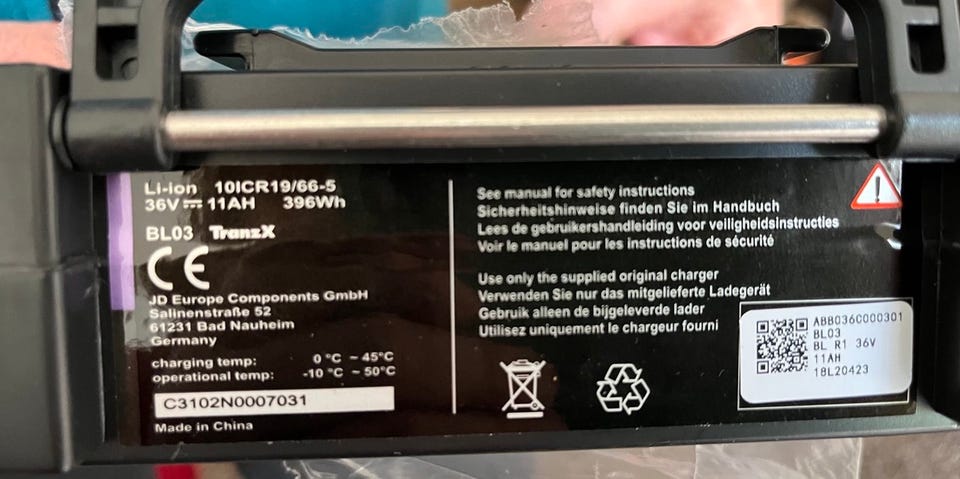 Li-ion 10ICR19/66-5
36V ⎓ 11AH 396Wh
BL03 TranzX
CE
JD Europe Components GmbH
Salinenstraße 52
61231 Bad Nauheim
Germany
charging temp: 0 °C ~ 45°C
operational temp: -10 °C ~ 50°C
C3102N0007031
Made in China
See manual for safety instructions
Sicherheitshinweise finden Sie im Handbuch
Lees de gebruikershandleiding voor veiligheidsinstructies
Voir le manuel pour les instructions de sécurité
Use only the supplied original charger
Verwenden Sie nur das mitgelieferte Ladegerät
Gebruik alleen de bijgeleverde lader
Utilisez uniquement le chargeur fourni
ABB036C000301
BL03
BL R1 36V
11AH
18L20423